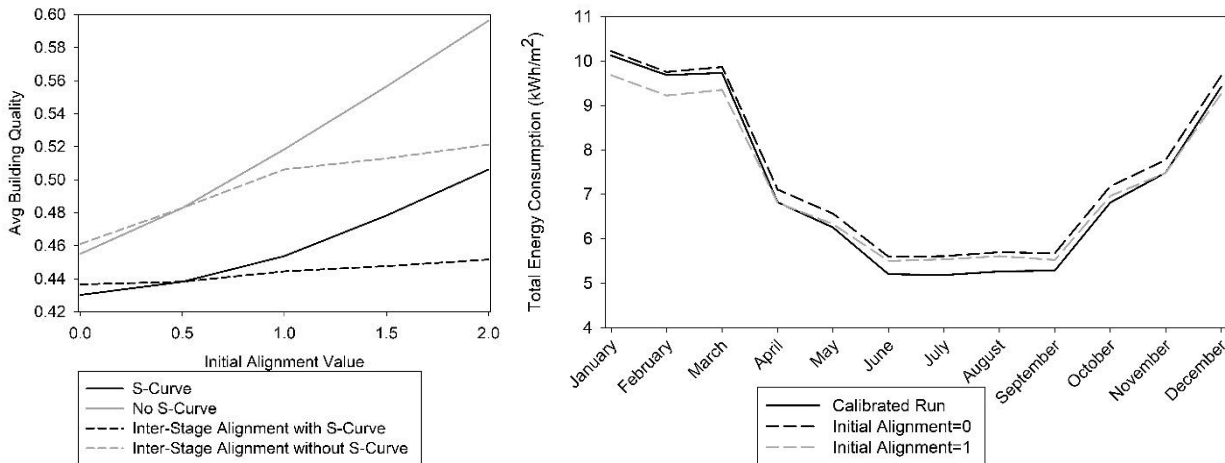 Avg Building Quality
0.60
0.58
0.56
0.54
0.52
0.50
0.48
0.46
0.44
0.42
0.0
0.5
1.0
1.5
2.0
Initial Alignment Value
S-Curve
No S-Curve
Inter-Stage Alignment with S-Curve
Inter-Stage Alignment without S-Curve
Total Energy Consumption (kWh/m²)
11
10
9
8
7
6
5
4
January
February
March
April
May
June
July
August
September
October
November
December
Calibrated Run
Initial Alignment=0
Initial Alignment=1